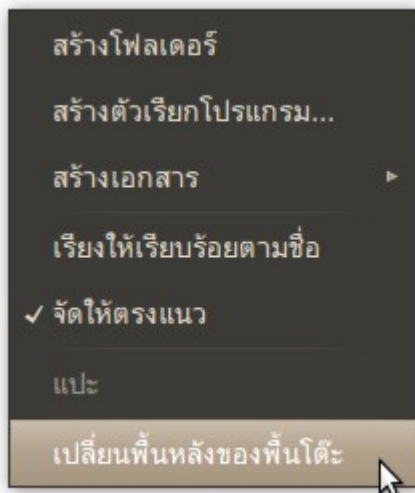 สร้างโฟลเดอร์
สร้างตัวเรียกโปรแกรม...
สร้างเอกสาร
เรียงให้เรียบร้อยตามชื่อ
จัดให้ตรงแนว
แปะ
เปลี่ยนพื้นหลังของพื้นโต๊ะ